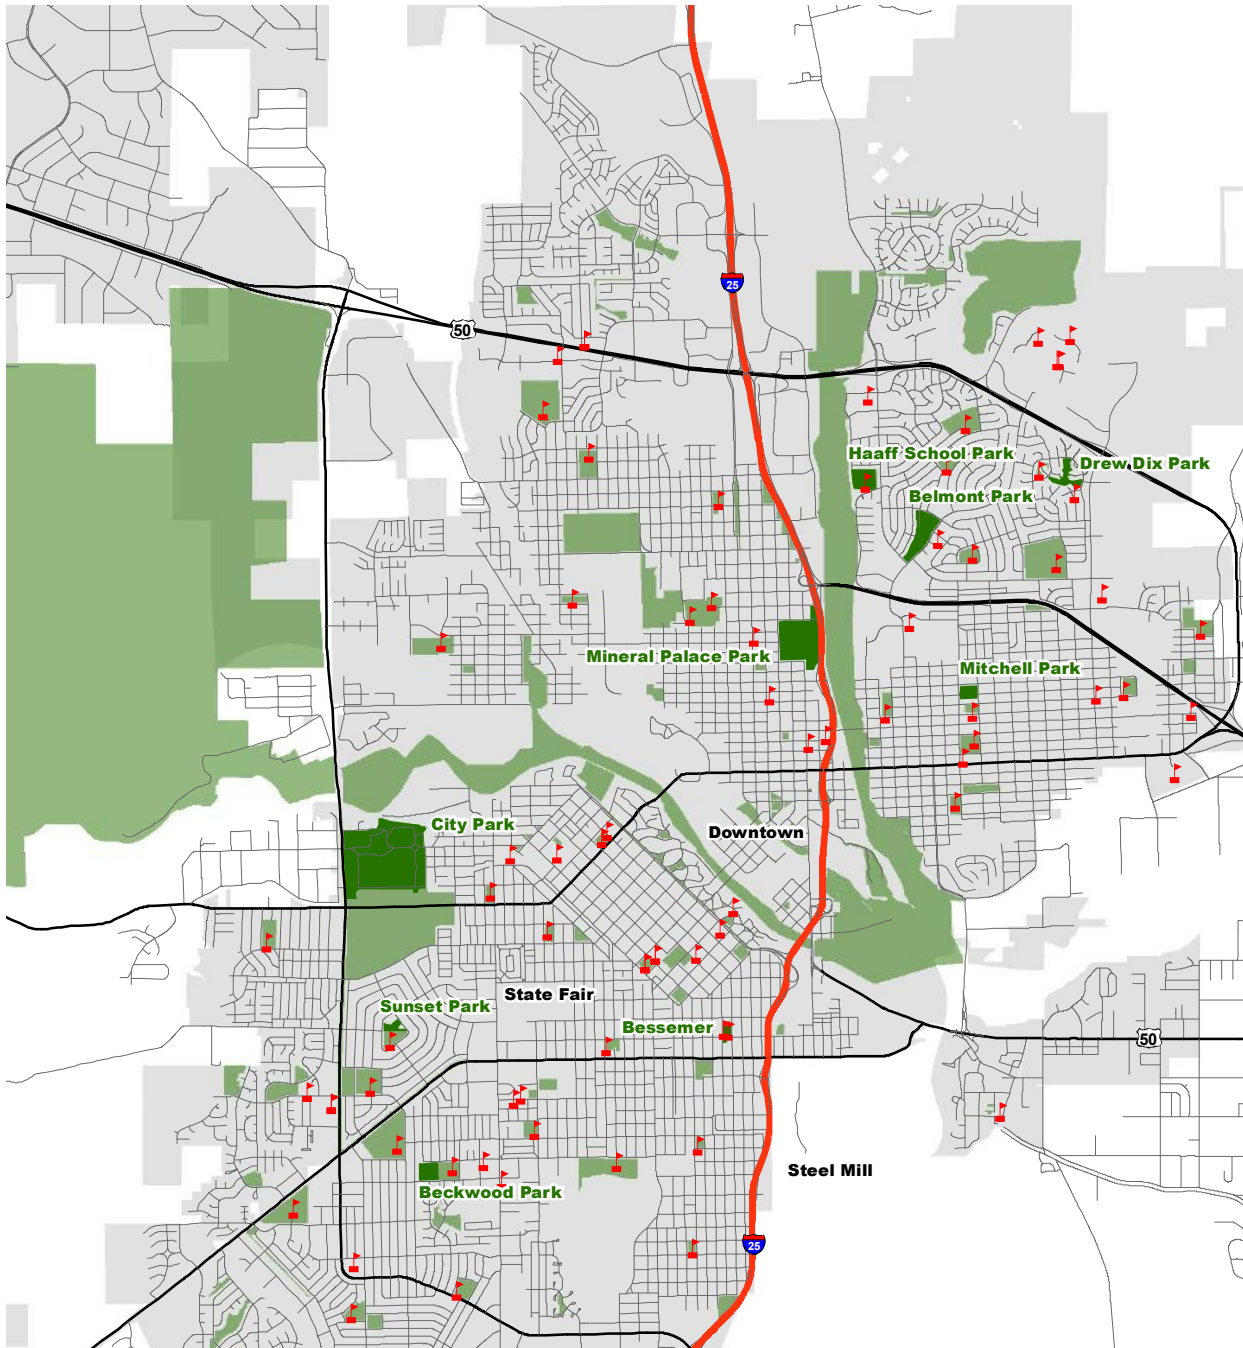 25
50
Haaff School Park
Drew Dix Park
Belmont Park
Mineral Palace Park
Mitchell Park
City Park
Downtown
State Fair
Sunset Park
Bessemer
50
Steel Mill
Beckwood Park
25